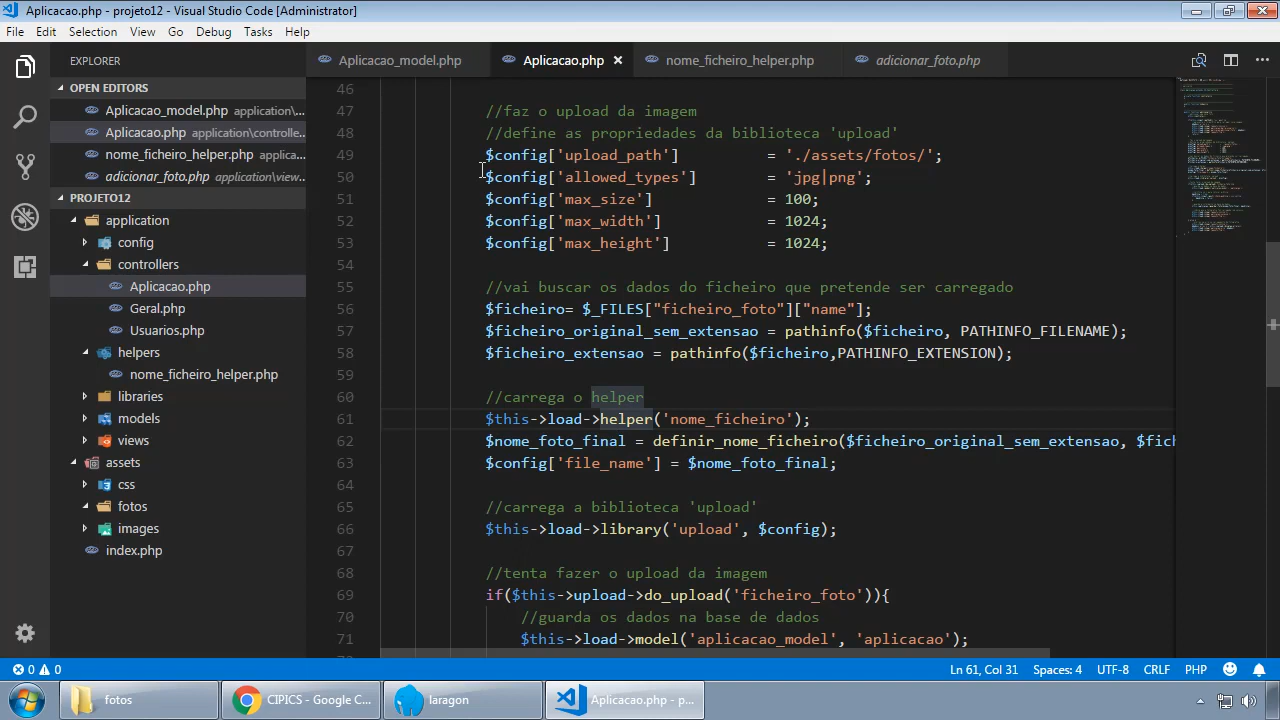 Aplicacao.php - projeto12 - Visual Studio Code [Administrator]
File Edit Selection View Go Debug Tasks Help
EXPLORER
OPEN EDITORS
Aplicacao_model.php application\...
Aplicacao.php application\controlle...
nome_ficheiro_helper.php applica...
adicionar_foto.php application\view...
PROJETO12
application
config
controllers
Aplicacao.php
Geral.php
Usuarios.php
helpers
nome_ficheiro_helper.php
libraries
models
views
assets
css
fotos
images
index.php
Aplicacao_model.php Aplicacao.php nome_ficheiro_helper.php adicionar_foto.php
46
47 //faz o upload da imagem
48 //define as propriedades da biblioteca 'upload'
49 $config['upload_path'] = './assets/fotos/';
50 $config['allowed_types'] = 'jpg|png';
51 $config['max_size'] = 100;
52 $config['max_width'] = 1024;
53 $config['max_height'] = 1024;
54
55 //vai buscar os dados do ficheiro que pretende ser carregado
56 $ficheiro= $_FILES["ficheiro_foto"]["name"];
57 $ficheiro_original_sem_extensao = pathinfo($ficheiro, PATHINFO_FILENAME);
58 $ficheiro_extensao = pathinfo($ficheiro,PATHINFO_EXTENSION);
59
60 //carrega o helper
61 $this->load->helper('nome_ficheiro');
62 $nome_foto_final = definir_nome_ficheiro($ficheiro_original_sem_extensao, $fich
63 $config['file_name'] = $nome_foto_final;
64
65 //carrega a biblioteca 'upload'
66 $this->load->library('upload', $config);
67
68 //tenta fazer o upload da imagem
69 if($this->upload->do_upload('ficheiro_foto')){
70 //guarda os dados na base de dados
71 $this->load->model('aplicacao_model', 'aplicacao');
0 0 Ln 61, Col 31 Spaces: 4 UTF-8 CRLF PHP
fotos CIPICS - Google C... laragon Aplicacao.php - p...